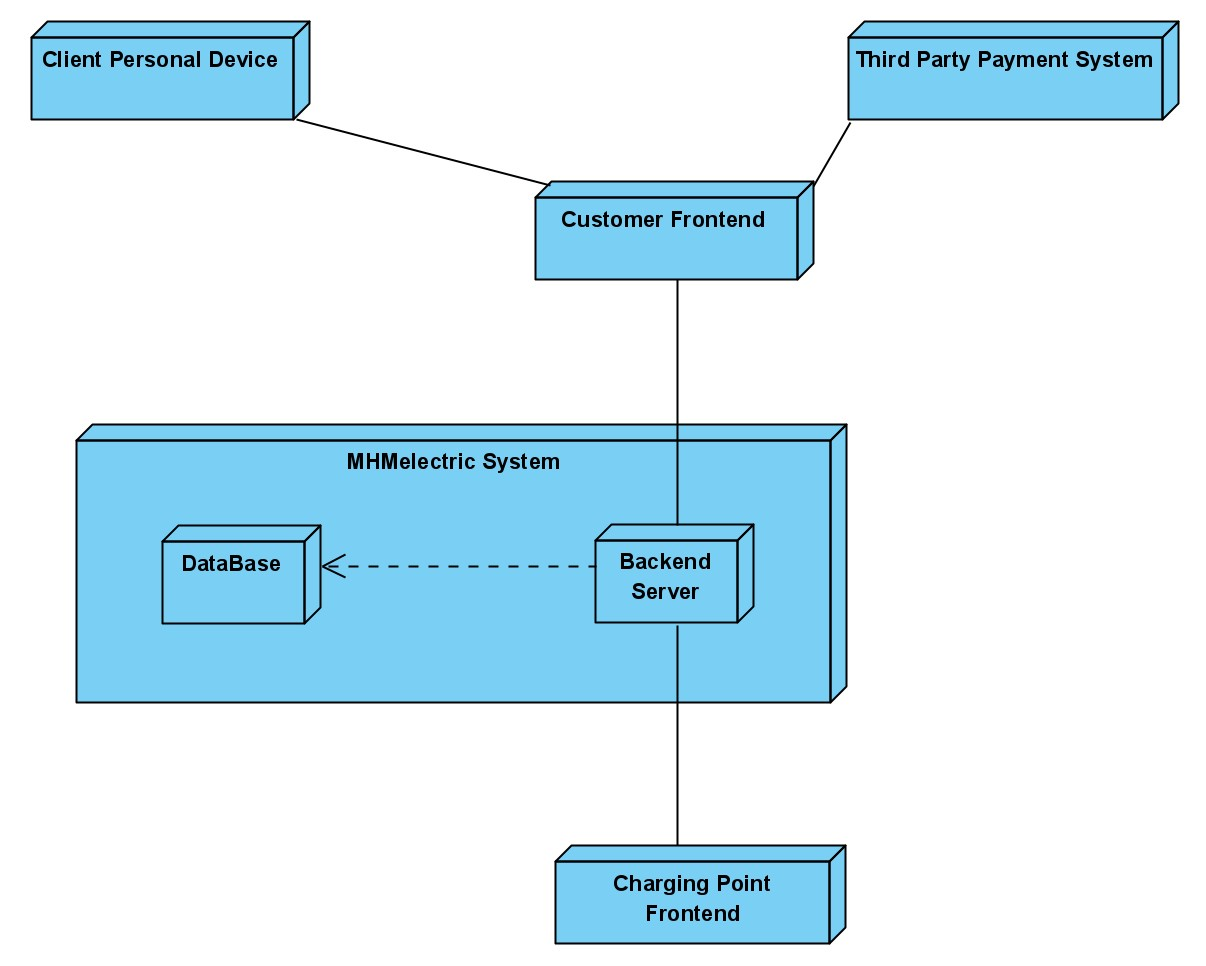 Client Personal Device
Third Party Payment System
Customer Frontend
MHMelectric System
DataBase
Backend
Server
Charging Point
Frontend